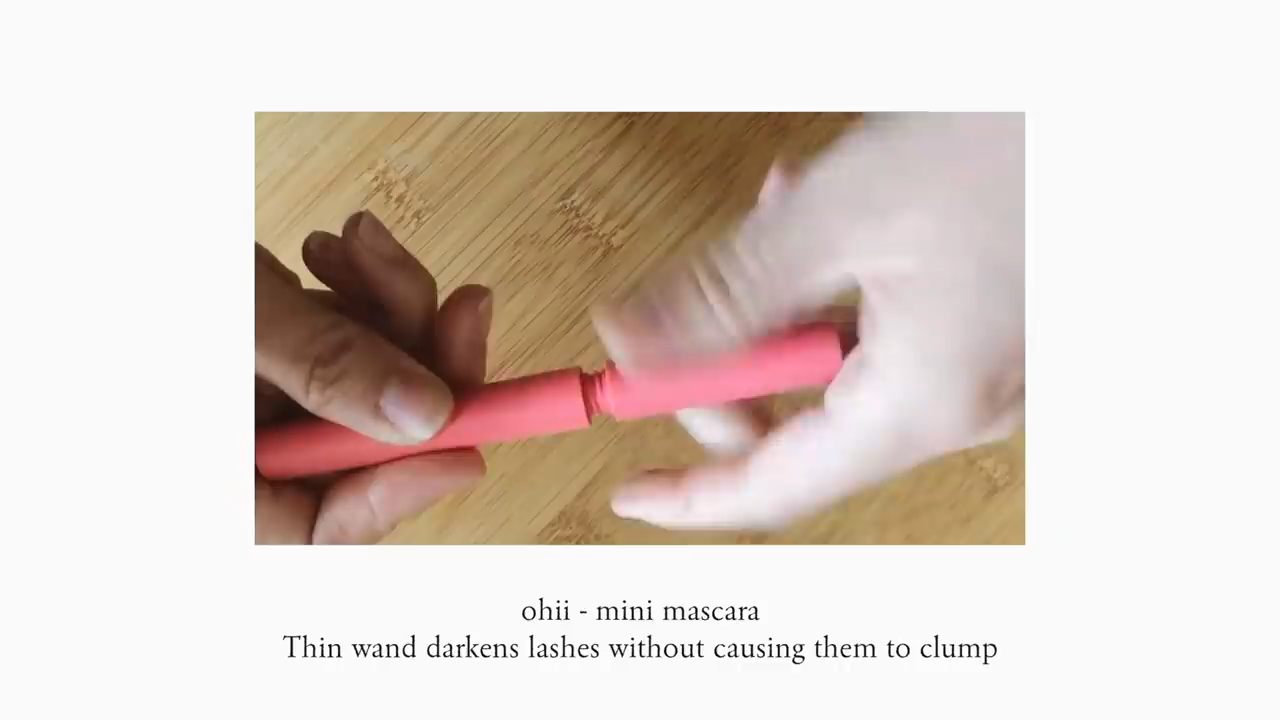 ohii - mini mascara
Thin wand darkens lashes without causing them to clump